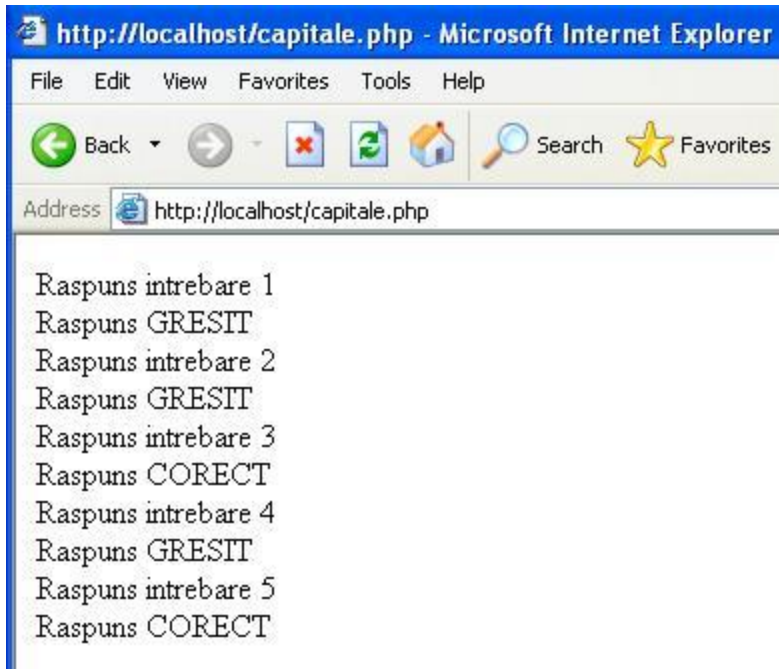 http://localhost/capitale.php - Microsoft Internet Explorer
File Edit View Favorites Tools Help
Back Search Favorites
Address http://localhost/capitale.php
Raspuns intrebare 1
Raspuns GRESIT
Raspuns intrebare 2
Raspuns GRESIT
Raspuns intrebare 3
Raspuns CORECT
Raspuns intrebare 4
Raspuns GRESIT
Raspuns intrebare 5
Raspuns CORECT